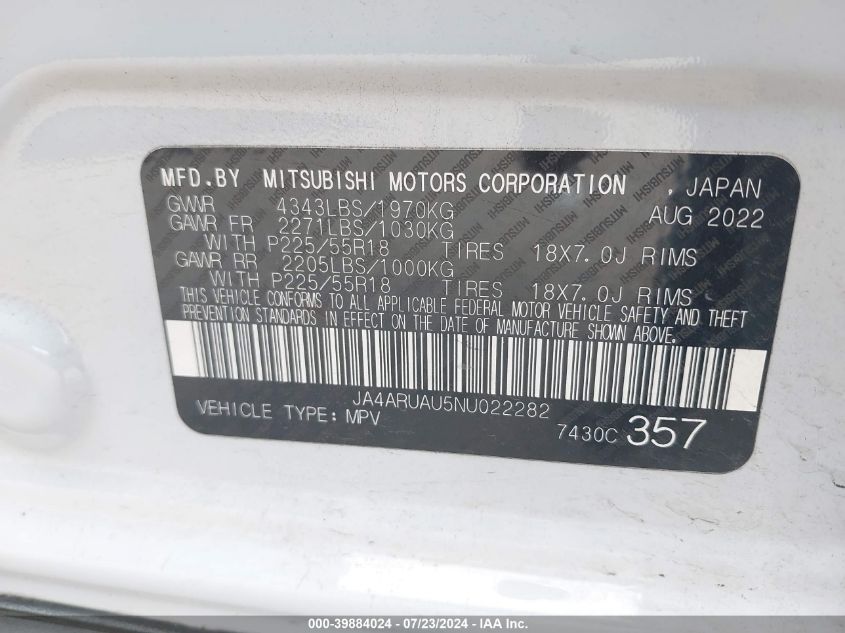 MFD.BY MITSUBISHI MOTORS CORPORATION , JAPAN
GVWR 4343LBS/1970KG AUG 2022
GAWR FR 2271LBS/1030KG
WITH P225/55R18 TIRES 18X7.0J RIMS
GAWR RR 2205LBS/1000KG
WITH P225/55R18 TIRES 18X7.0J RIMS
THIS VEHICLE CONFORMS TO ALL APPLICABLE FEDERAL MOTOR VEHICLE SAFETY AND THEFT
PREVENTION STANDARDS IN EFFECT ON THE DATE OF MANUFACTURE SHOWN ABOVE.
JA4ARUAU5NU022282
VEHICLE TYPE: MPV
7430C 357
000-39884024 - 07/23/2024 - IAA Inc.